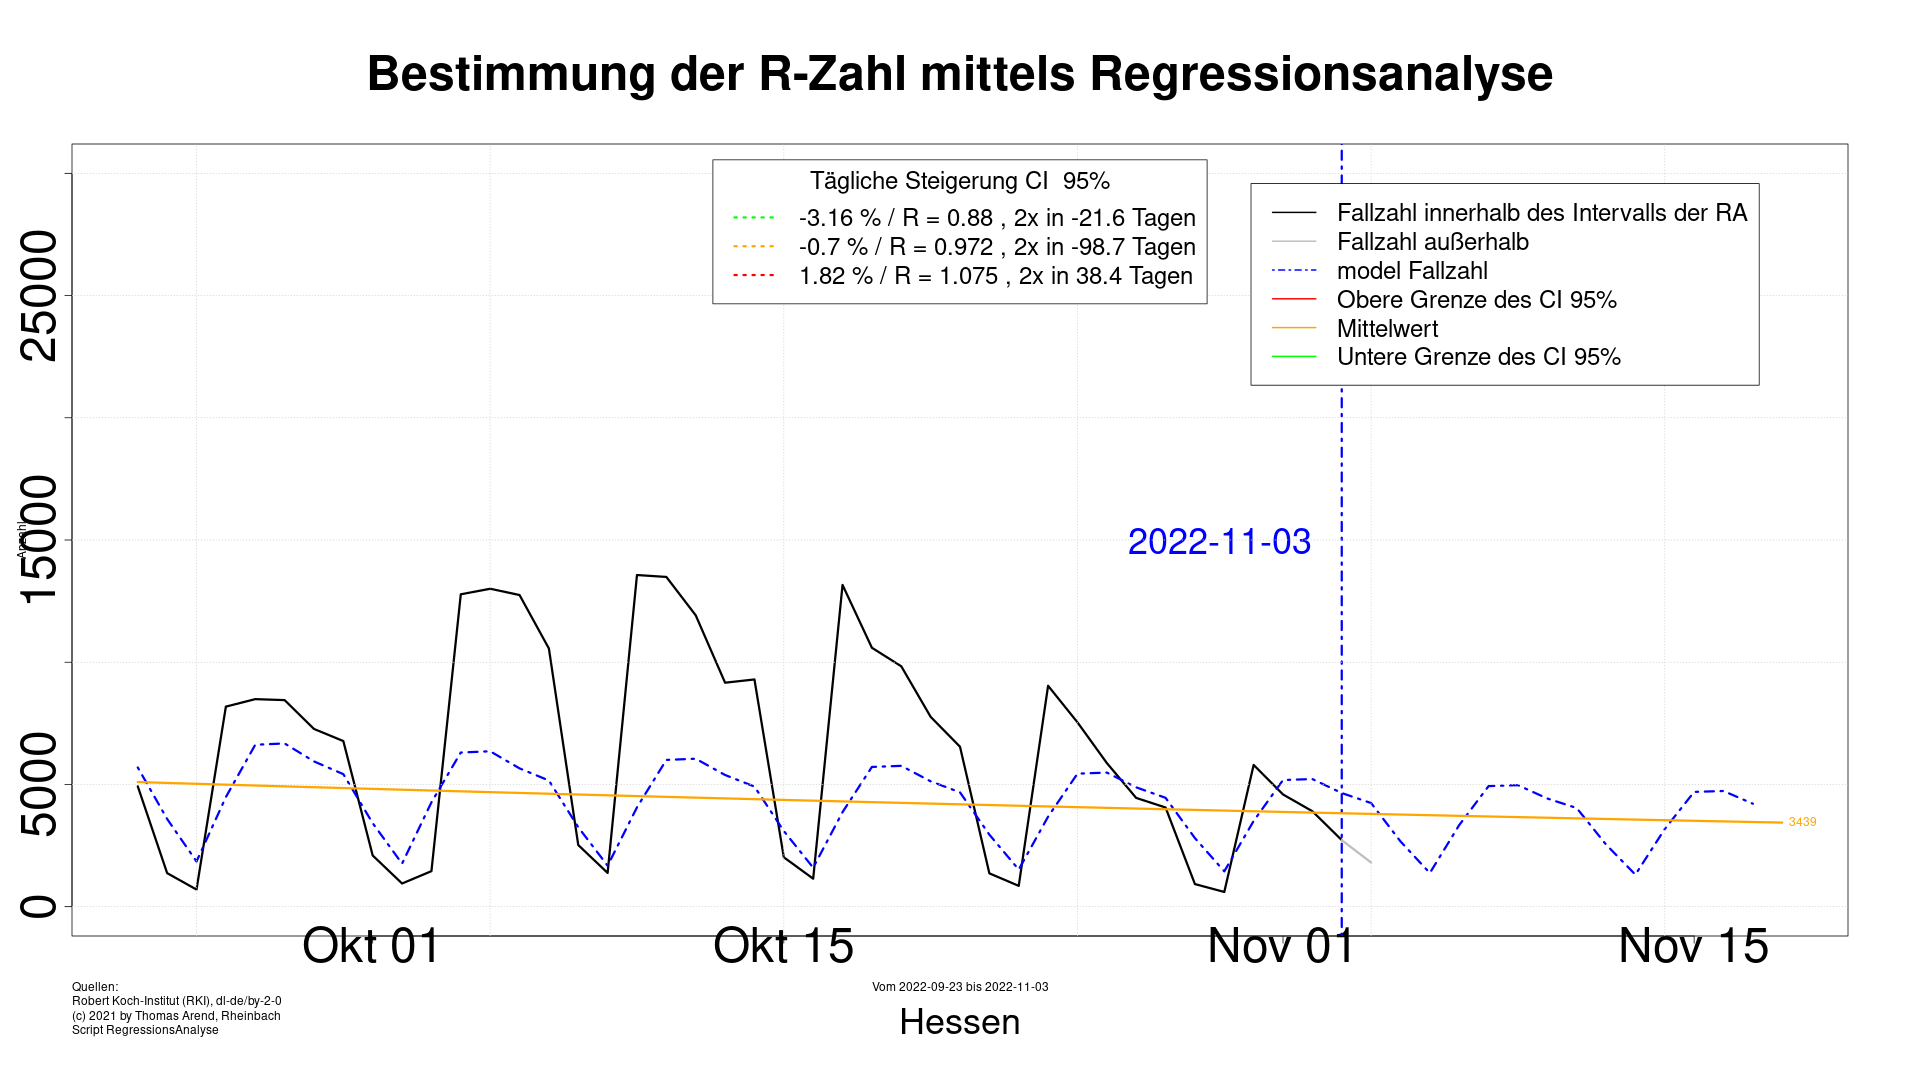 Bestimmung der R-Zahl mittels Regressionsanalyse
Tägliche Steigerung CI  95%
-3.16 % / R = 0.88 , 2x in -21.6 Tagen
-0.7 % / R = 0.972 , 2x in -98.7 Tagen
1.82 % / R = 1.075 , 2x in 38.4 Tagen
Fallzahl innerhalb des Intervalls der RA
Fallzahl außerhalb
model Fallzahl
Obere Grenze des CI 95%
Mittelwert
Untere Grenze des CI 95%
25000
15000
5000
0
Anzahl
2022-11-03
3439
Okt 01
Okt 15
Nov 01
Nov 15
Quellen:
Robert Koch-Institut (RKI), dl-de/by-2-0
(c) 2021 by Thomas Arend, Rheinbach
Script RegressionsAnalyse
Vom 2022-09-23 bis 2022-11-03
Hessen